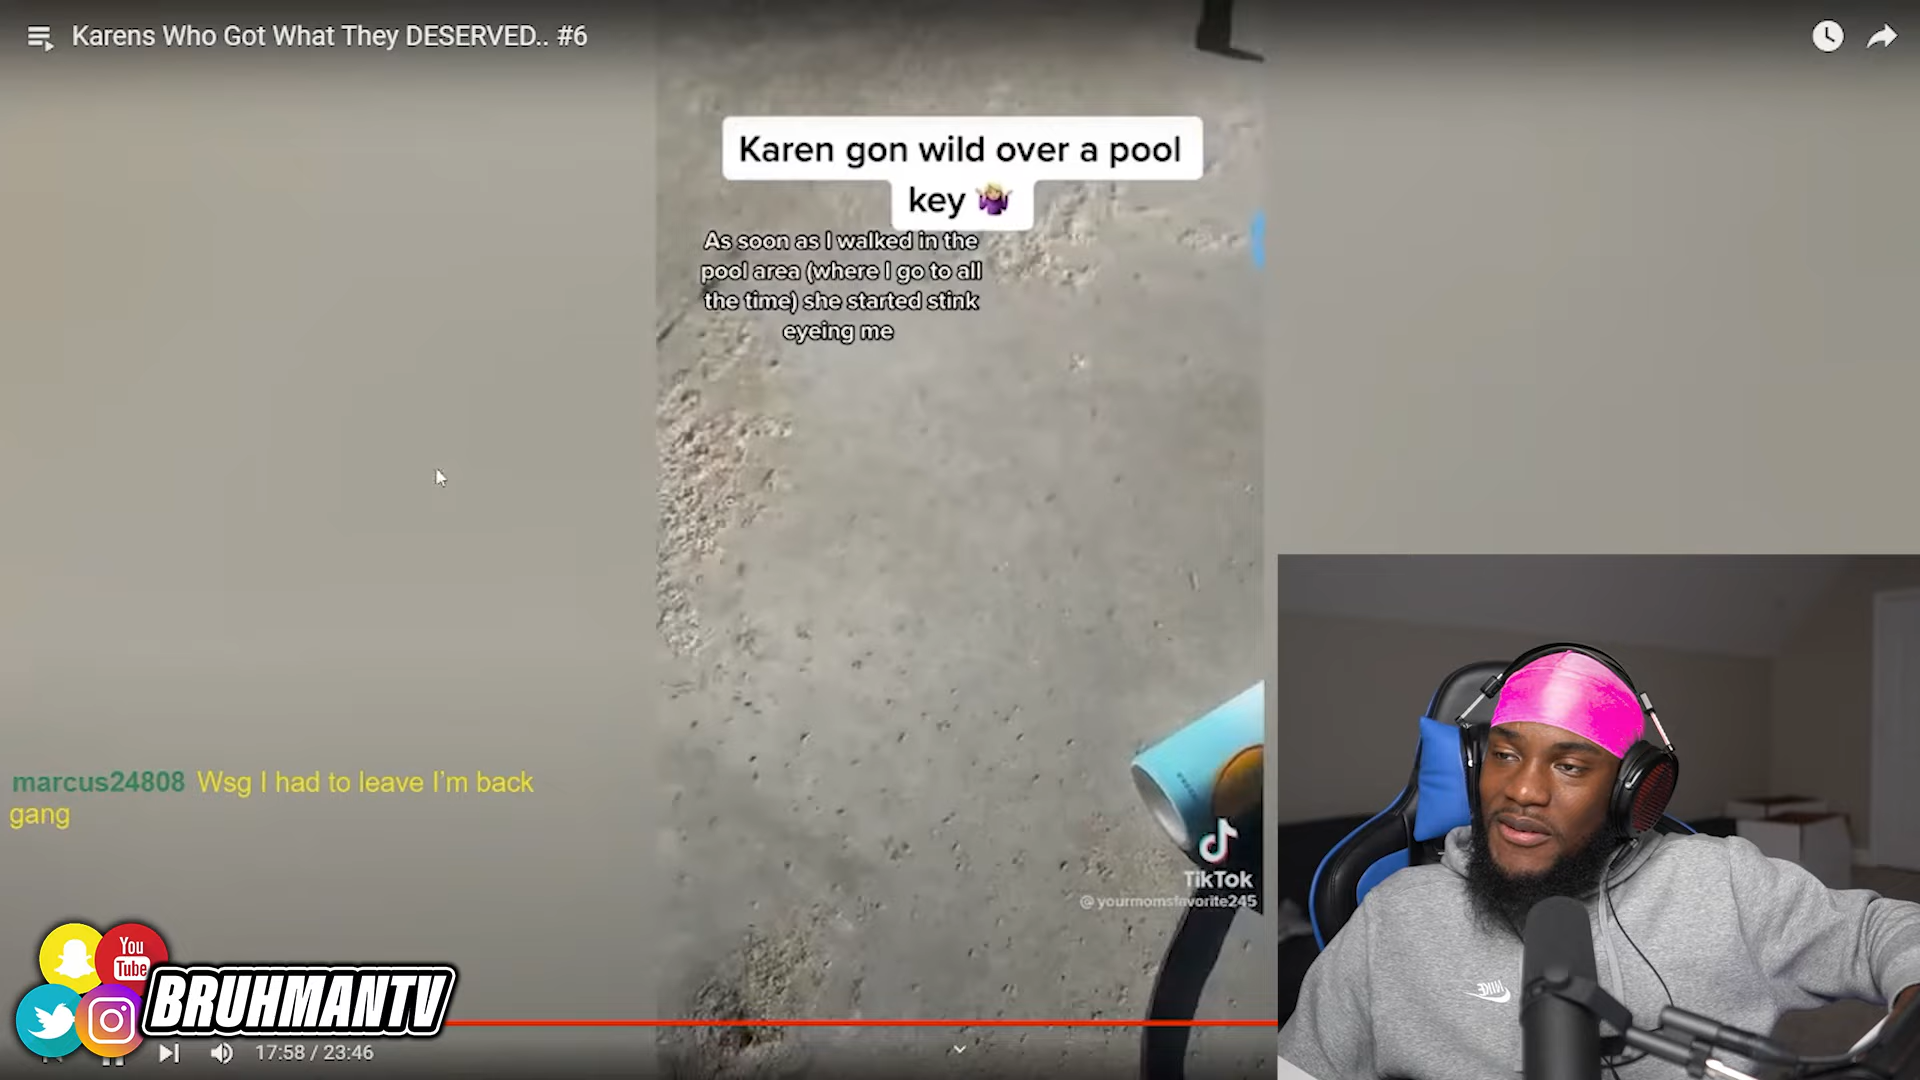 Karens Who Got What They DESERVED.. #6
Karen gon wild over a pool
key 🤷🏼‍♀️
As soon as I walked in the
pool area (where I go to all
the time) she started stink
eyeing me
marcus24808 Wsg I had to leave I'm back
gang
TikTok
@yourmomsfavorite245
You
Tube
BRUHMANTV
NIKE
17:58 / 23:46